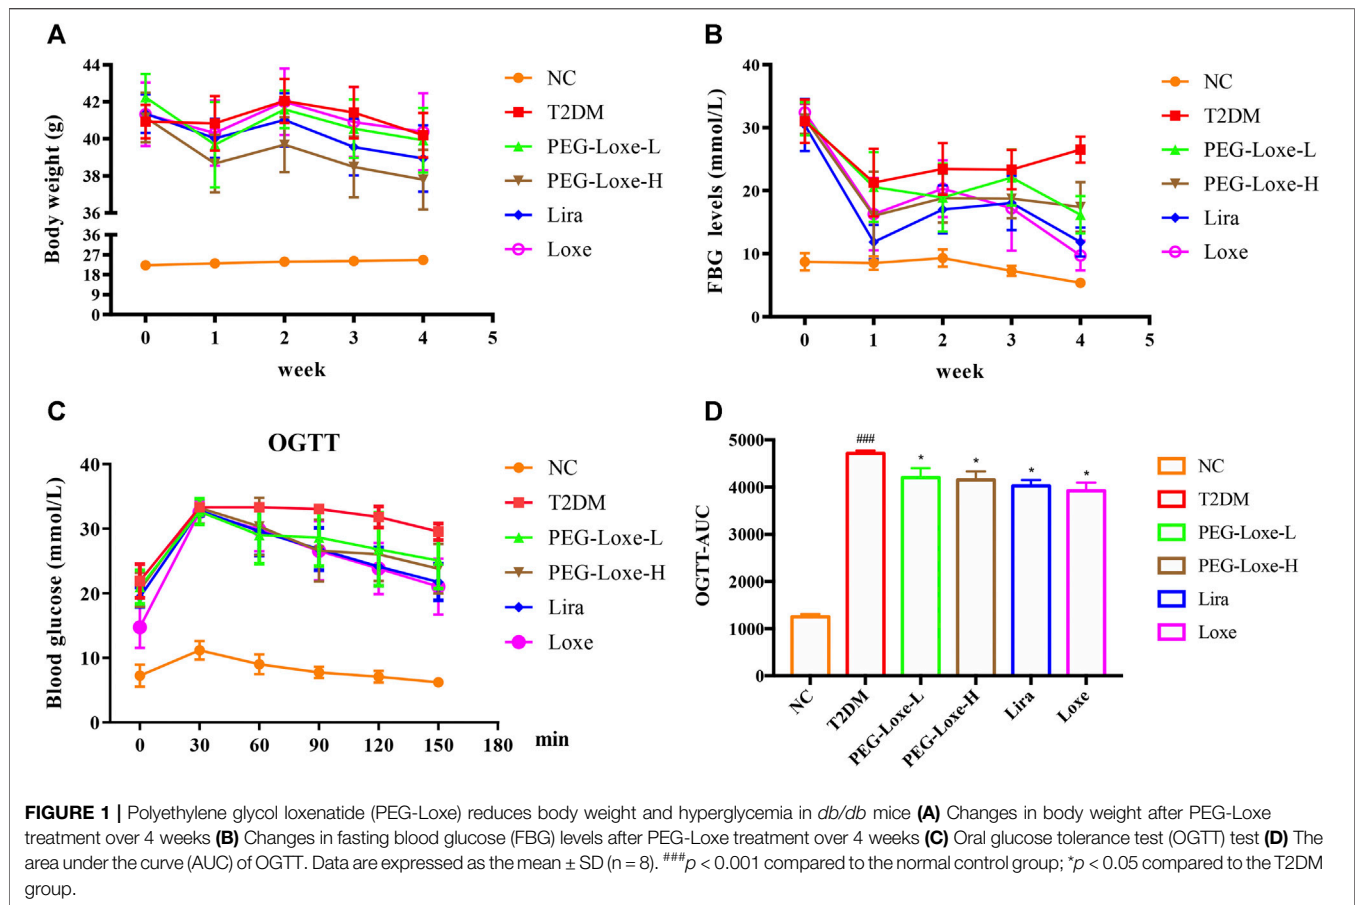 A
Body weight (g)
44
42
40
38
36
36
27
18
9
0
0 1 2 3 4 5
week
NC
T2DM
PEG-Loxe-L
PEG-Loxe-H
Lira
Loxe
B
FBG levels (mmol/L)
40
30
20
10
0
0 1 2 3 4 5
week
NC
T2DM
PEG-Loxe-L
PEG-Loxe-H
Lira
Loxe
C
OGTT
Blood glucose (mmol/L)
40
30
20
10
0
0 30 60 90 120 150 180 min
NC
T2DM
PEG-Loxe-L
PEG-Loxe-H
Lira
Loxe
D
OGTT-AUC
5000
4000
3000
2000
1000
0
###
* * * *
NC T2DM PEG-Loxe-L PEG-Loxe-H Lira Loxe
NC
T2DM
PEG-Loxe-L
PEG-Loxe-H
Lira
Loxe
FIGURE 1 | Polyethylene glycol loxenatide (PEG-Loxe) reduces body weight and hyperglycemia in db/db mice (A) Changes in body weight after PEG-Loxe
treatment over 4 weeks (B) Changes in fasting blood glucose (FBG) levels after PEG-Loxe treatment over 4 weeks (C) Oral glucose tolerance test (OGTT) test (D) The
area under the curve (AUC) of OGTT. Data are expressed as the mean ± SD (n = 8). ###p < 0.001 compared to the normal control group; *p < 0.05 compared to the T2DM
group.